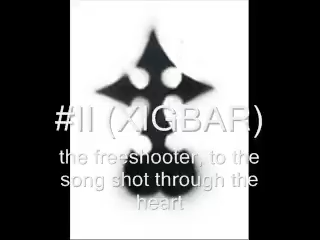 #II (XIGBAR)
the freeshooter, to the
song shot through the
heart